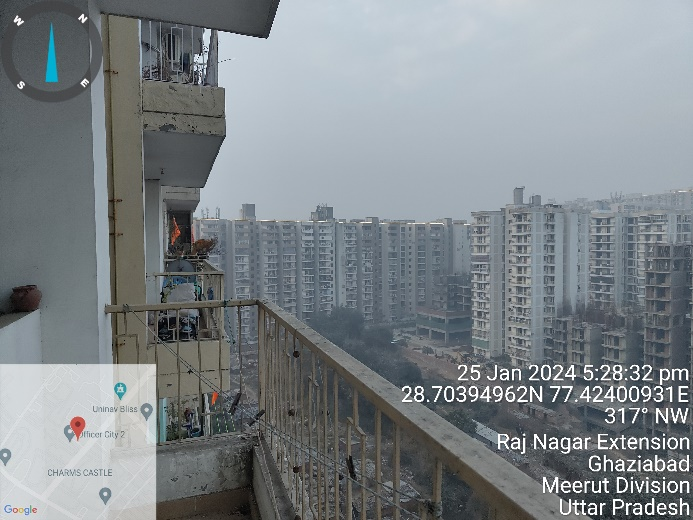 W N
S E
25 Jan 2024 5:28:32 pm
28.70394962N 77.42400931E
317° NW
Raj Nagar Extension
Ghaziabad
Meerut Division
Uttar Pradesh
Uninav Bliss
Officer City 2
CHARMS CASTLE
Google